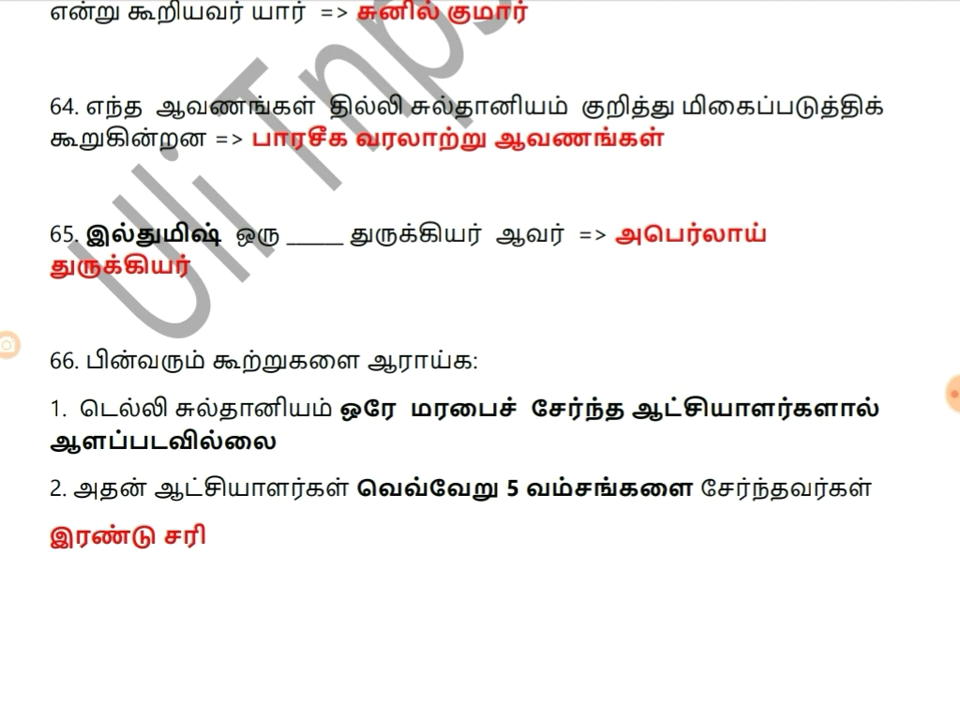 என்று கூறியவர் யார் => சுனில் குமார்
64. எந்த ஆவணங்கள் தில்லி சுல்தானியம் குறித்து மிகைப்படுத்திக்
கூறுகின்றன => பாரசீக வரலாற்று ஆவணங்கள்
65. இல்துமிஷ் ஒரு _____ துருக்கியர் ஆவர் => அபெர்லாய்
துருக்கியர்
66. பின்வரும் கூற்றுகளை ஆராய்க:
1. டெல்லி சுல்தானியம் ஒரே மரபைச் சேர்ந்த ஆட்சியாளர்களால்
ஆளப்படவில்லை
2. அதன் ஆட்சியாளர்கள் வெவ்வேறு 5 வம்சங்களை சேர்ந்தவர்கள்
இரண்டு சரி
Uli Tnps